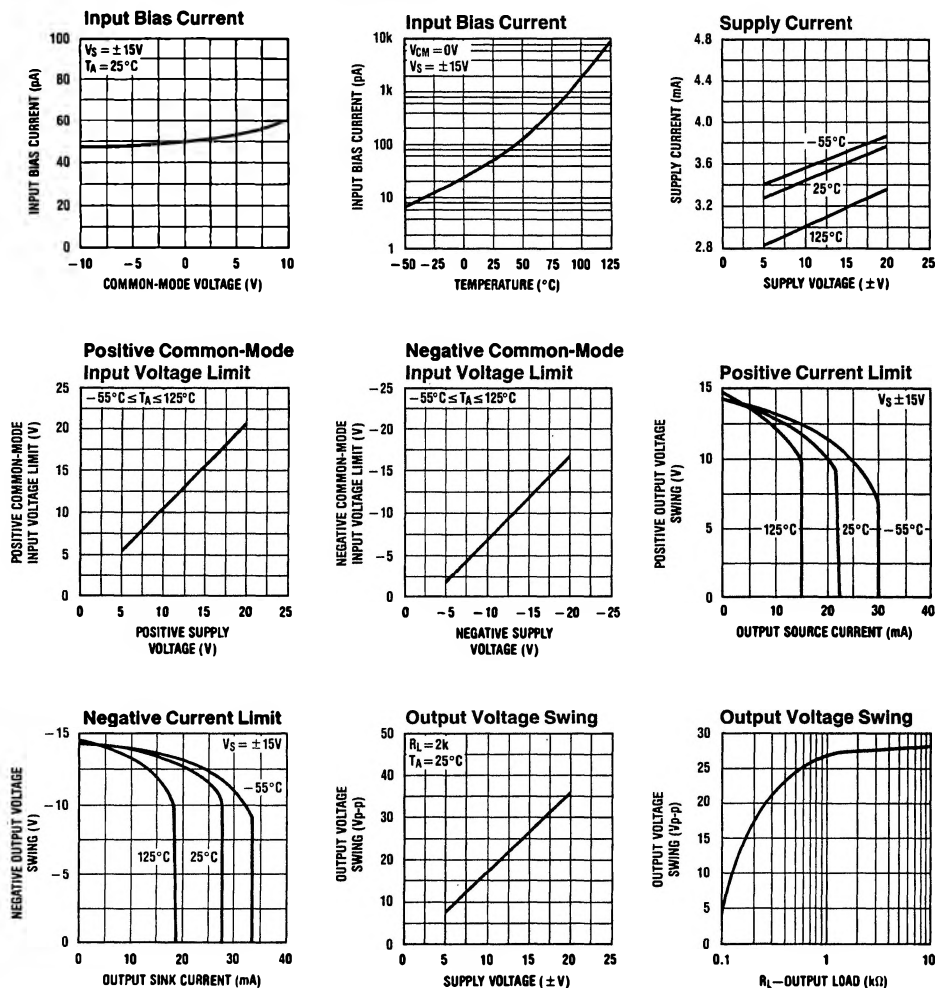 Input Bias Current
V_S = ±15V
T_A = 25°C
INPUT BIAS CURRENT (pA)
100
80
60
40
20
0
−10 −5 0 5 10
COMMON-MODE VOLTAGE (V)
Input Bias Current
V_CM = 0V
V_S = ±15V
INPUT BIAS CURRENT (pA)
10k
1k
100
10
1
−50 −25 0 25 50 75 100 125
TEMPERATURE (°C)
Supply Current
SUPPLY CURRENT (mA)
4.8
4.4
4.0
3.6
3.2
2.8
−55°C
25°C
125°C
0 5 10 15 20 25
SUPPLY VOLTAGE (±V)
Positive Common-Mode
Input Voltage Limit
−55°C ≤ T_A ≤ 125°C
POSITIVE COMMON-MODE
INPUT VOLTAGE LIMIT (V)
25
20
15
10
5
0
0 5 10 15 20 25
POSITIVE SUPPLY
VOLTAGE (V)
Negative Common-Mode
Input Voltage Limit
−55°C ≤ T_A ≤ 125°C
NEGATIVE COMMON-MODE
INPUT VOLTAGE LIMIT (V)
−25
−20
−15
−10
−5
0
0 −5 −10 −15 −20 −25
NEGATIVE SUPPLY
VOLTAGE (V)
Positive Current Limit
V_S ±15V
POSITIVE OUTPUT VOLTAGE
SWING (V)
15
10
5
0
125°C 25°C −55°C
0 10 20 30 40
OUTPUT SOURCE CURRENT (mA)
Negative Current Limit
V_S = ±15V
NEGATIVE OUTPUT VOLTAGE
SWING (V)
−15
−10
−5
0
−55°C
125°C 25°C
0 10 20 30 40
OUTPUT SINK CURRENT (mA)
Output Voltage Swing
R_L = 2k
T_A = 25°C
OUTPUT VOLTAGE
SWING (Vp-p)
50
40
30
20
10
0
0 5 10 15 20 25
SUPPLY VOLTAGE (±V)
Output Voltage Swing
OUTPUT VOLTAGE
SWING (Vp-p)
30
25
20
15
10
5
0
0.1 1 10
R_L—OUTPUT LOAD (kΩ)